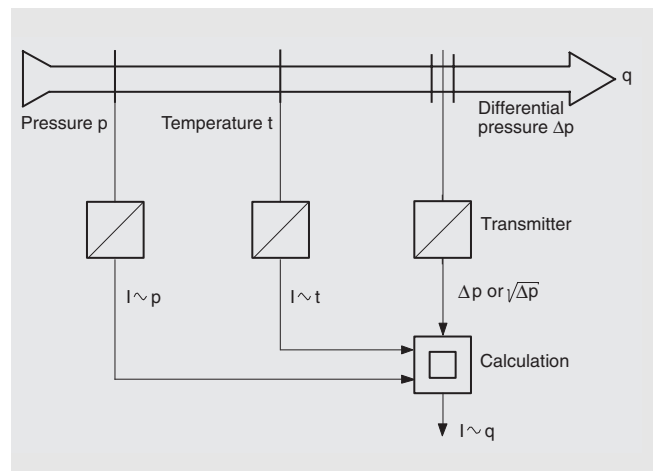 q
Pressure p
Temperature t
Differential
pressure Δp
Transmitter
I ~ p
I ~ t
Δp or √Δp
Calculation
I ~ q